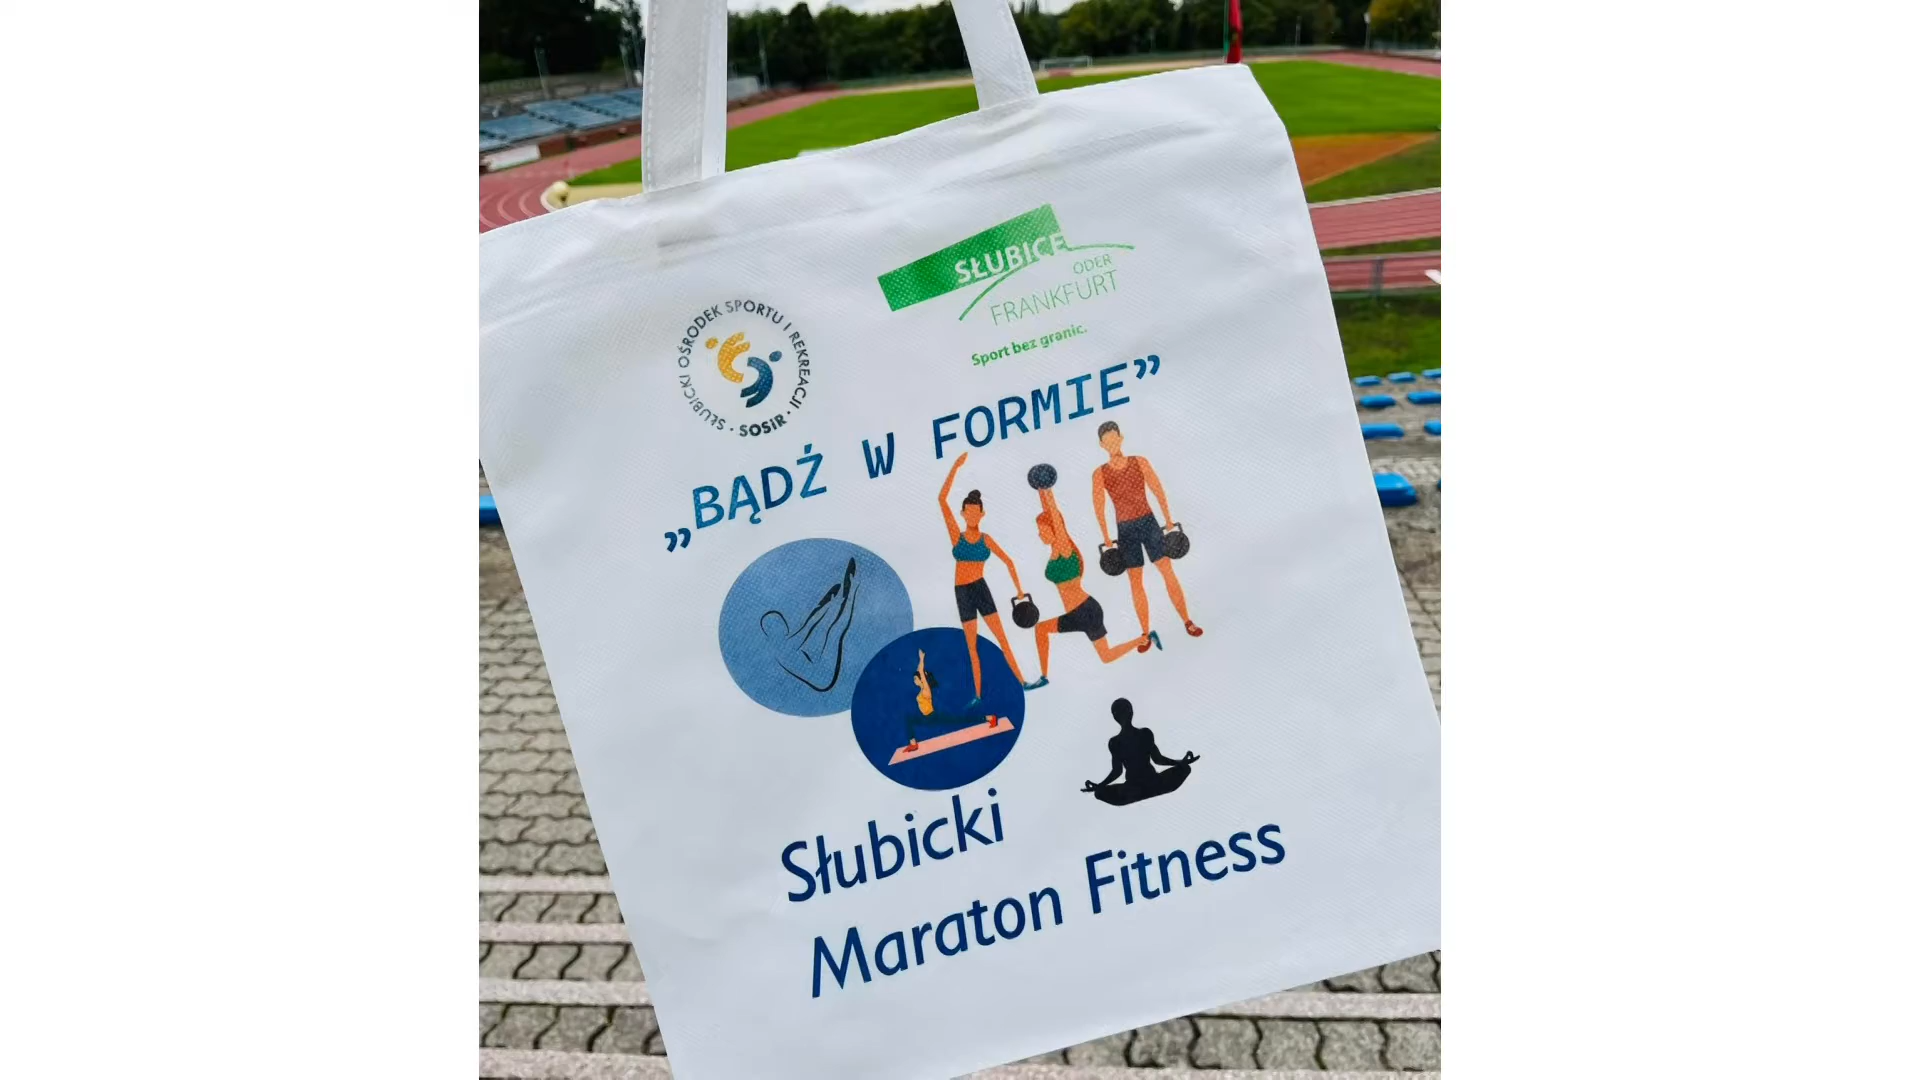 SŁUBICE
ODER
FRANKFURT
Sport bez granic.
SŁUBICKI OŚRODEK SPORTU I REKREACJI · SOSiR ·
„BĄDŹ W FORMIE”
Słubicki
Maraton Fitness